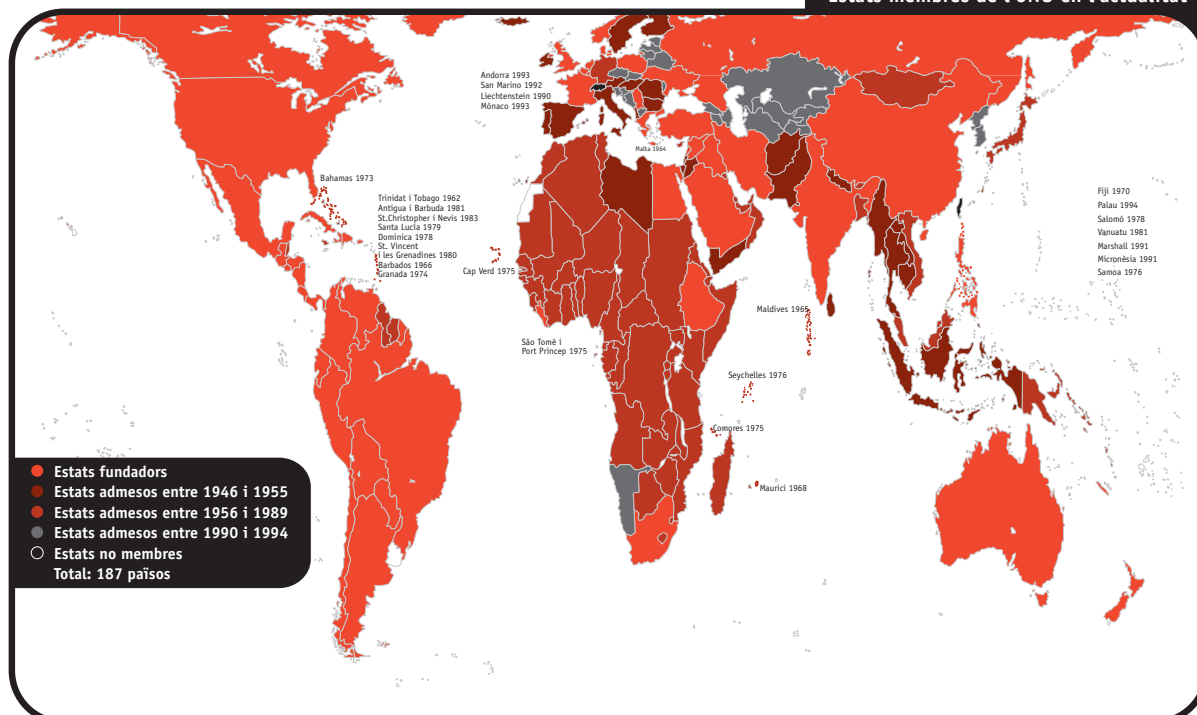 Estats membres de l'ONU en l'actualitat
Andorra 1993
San Marino 1992
Liechtenstein 1990
Mònaco 1993
Malta 1964
Bahamas 1973
Trinidat i Tobago 1962
Antigua i Barbuda 1981
St.Christopher i Nevis 1983
Santa Lucía 1979
Dominica 1978
St. Vincent
i les Grenadines 1980
Barbados 1966
Granada 1974
Cap Verd 1975
São Tomè i
Port Príncep 1975
Maldives 1965
Seychelles 1976
Comores 1975
Maurici 1968
Fiji 1970
Palau 1994
Salomó 1978
Vanuatu 1981
Marshall 1991
Micronèsia 1991
Samoa 1976
Estats fundadors
Estats admesos entre 1946 i 1955
Estats admesos entre 1956 i 1989
Estats admesos entre 1990 i 1994
Estats no membres
Total: 187 països